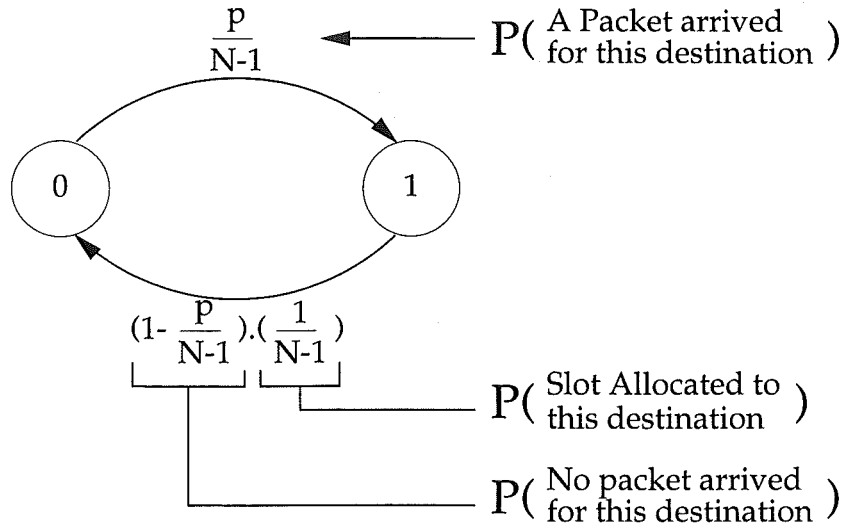 p
N-1
P( A Packet arrived for this destination )
0
1
(1- p/N-1).(1/N-1)
P( Slot Allocated to this destination )
P( No packet arrived for this destination )